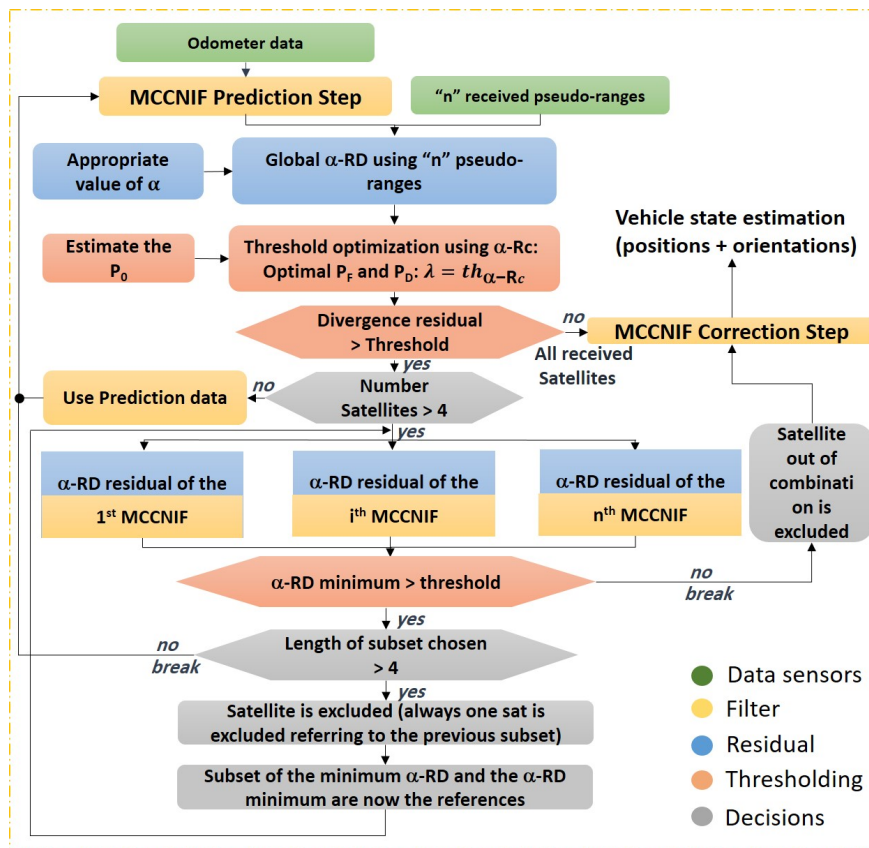 Odometer data
MCCNIF Prediction Step
“n” received pseudo-ranges
Appropriate
value of α
Global α-RD using “n” pseudo-
ranges
Estimate the
P0
Threshold optimization using α-Rc:
Optimal PF and PD: λ = thα−Rc
Vehicle state estimation
(positions + orientations)
Divergence residual
> Threshold
no
All received
Satellites
MCCNIF Correction Step
yes
Use Prediction data
no
Number
Satellites > 4
yes
Satellite
out of
combinati
on is
excluded
α-RD residual of the
1st MCCNIF
α-RD residual of the
ith MCCNIF
α-RD residual of the
nth MCCNIF
α-RD minimum > threshold
no
break
yes
no
break
Length of subset chosen
> 4
yes
Satellite is excluded (always one sat is
excluded referring to the previous subset)
Subset of the minimum α-RD and the α-RD
minimum are now the references
Data sensors
Filter
Residual
Thresholding
Decisions